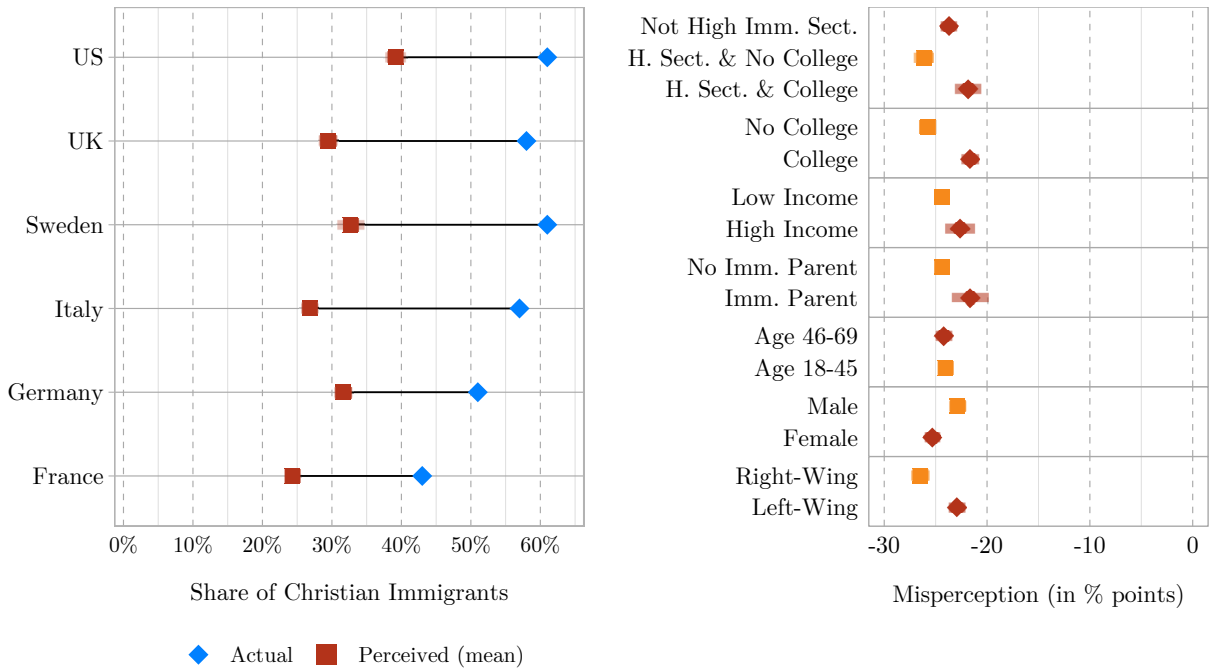 US
UK
Sweden
Italy
Germany
France
0% 10% 20% 30% 40% 50% 60%
Share of Christian Immigrants
Actual Perceived (mean)
Not High Imm. Sect.
H. Sect. & No College
H. Sect. & College
No College
College
Low Income
High Income
No Imm. Parent
Imm. Parent
Age 46-69
Age 18-45
Male
Female
Right-Wing
Left-Wing
-30 -20 -10 0
Misperception (in % points)